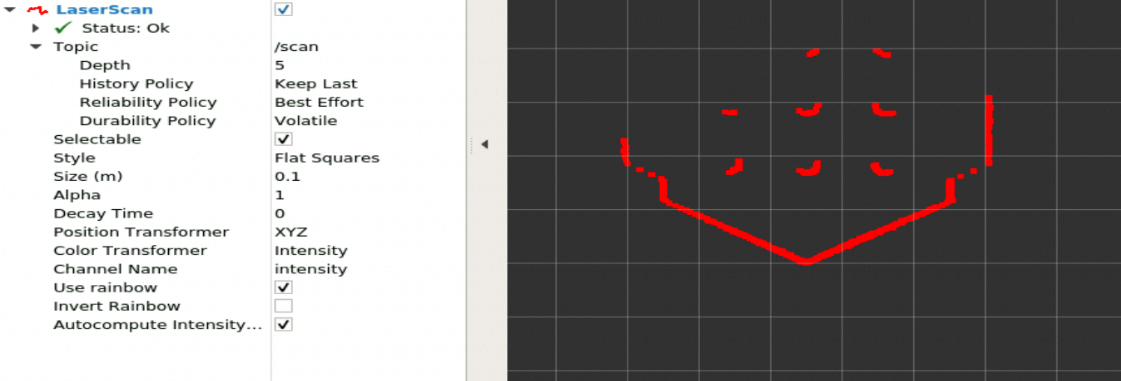 LaserScan
Status: Ok
Topic /scan
Depth 5
History Policy Keep Last
Reliability Policy Best Effort
Durability Policy Volatile
Selectable
Style Flat Squares
Size (m) 0.1
Alpha 1
Decay Time 0
Position Transformer XYZ
Color Transformer Intensity
Channel Name intensity
Use rainbow
Invert Rainbow
Autocompute Intensity...